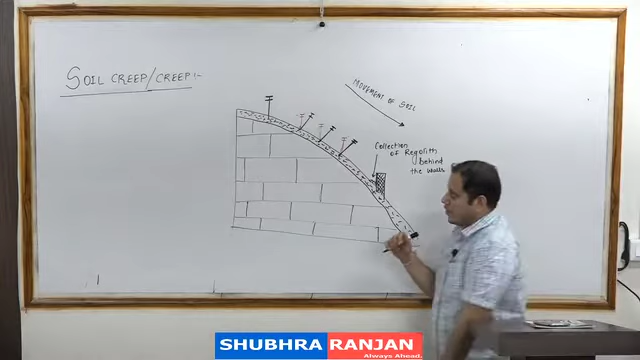 SOIL CREEP/CREEP:-
MOVEMENT OF SOIL
Collection
of Regolith
behind
the walls
SHUBHRA RANJAN
Always Ahead.